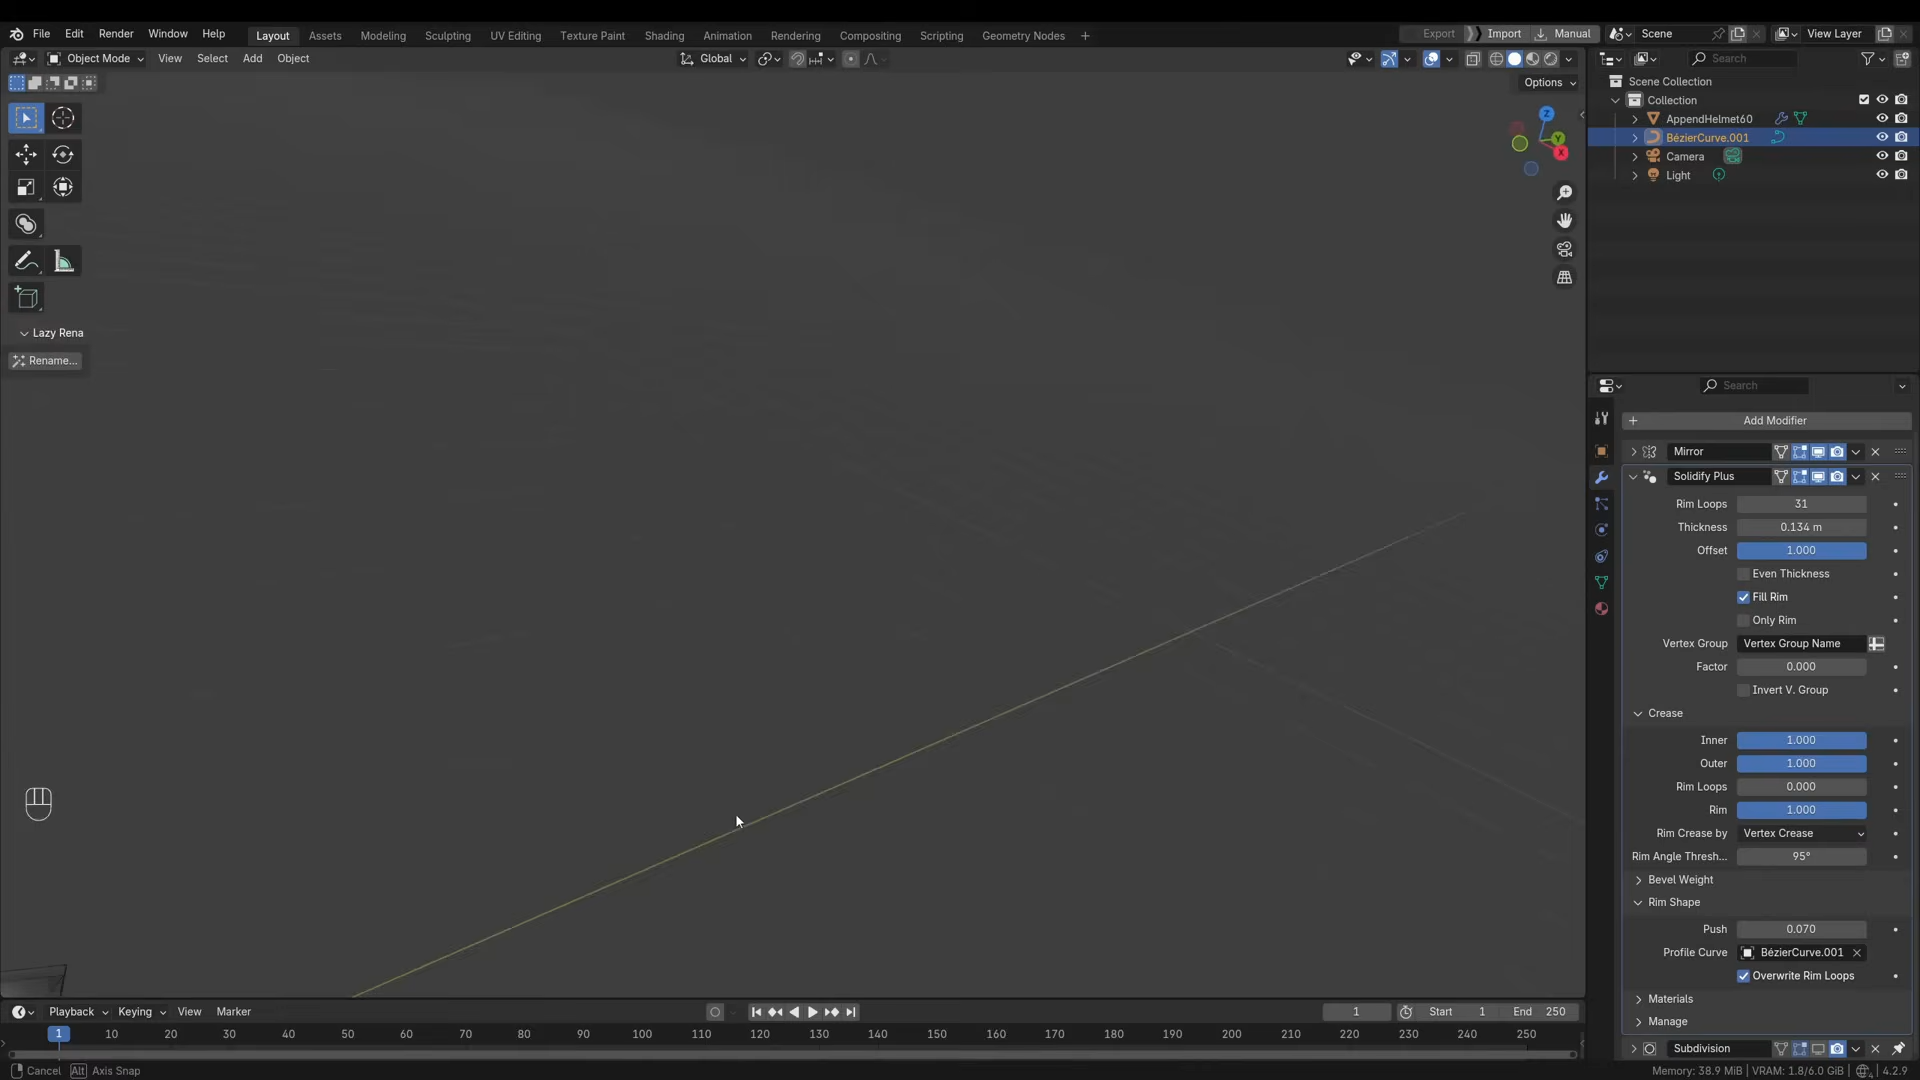 File Edit Render Window Help
Layout Assets Modeling Sculpting UV Editing Texture Paint Shading Animation Rendering Compositing Scripting Geometry Nodes +
Export Import Manual
Scene View Layer
Object Mode View Select Add Object
Global
Options
Z
Y
X
Lazy Rena
Rename...
Search
Scene Collection
Collection
AppendHelmet60
BézierCurve.001
Camera
Light
Search
+ Add Modifier
Mirror
Solidify Plus
Rim Loops 31
Thickness 0.134 m
Offset 1.000
Even Thickness
Fill Rim
Only Rim
Vertex Group Vertex Group Name
Factor 0.000
Invert V. Group
Crease
Inner 1.000
Outer 1.000
Rim Loops 0.000
Rim 1.000
Rim Crease by Vertex Crease
Rim Angle Thresh... 95°
Bevel Weight
Rim Shape
Push 0.070
Profile Curve BézierCurve.001
Overwrite Rim Loops
Materials
Manage
Subdivision
Playback Keying View Marker
1 Start 1 End 250
1 10 20 30 40 50 60 70 80 90 100 110 120 130 140 150 160 170 180 190 200 210 220 230 240 250
Cancel Alt Axis Snap
Memory: 38.9 MiB | VRAM: 1.8/6.0 GiB | 4.2.9